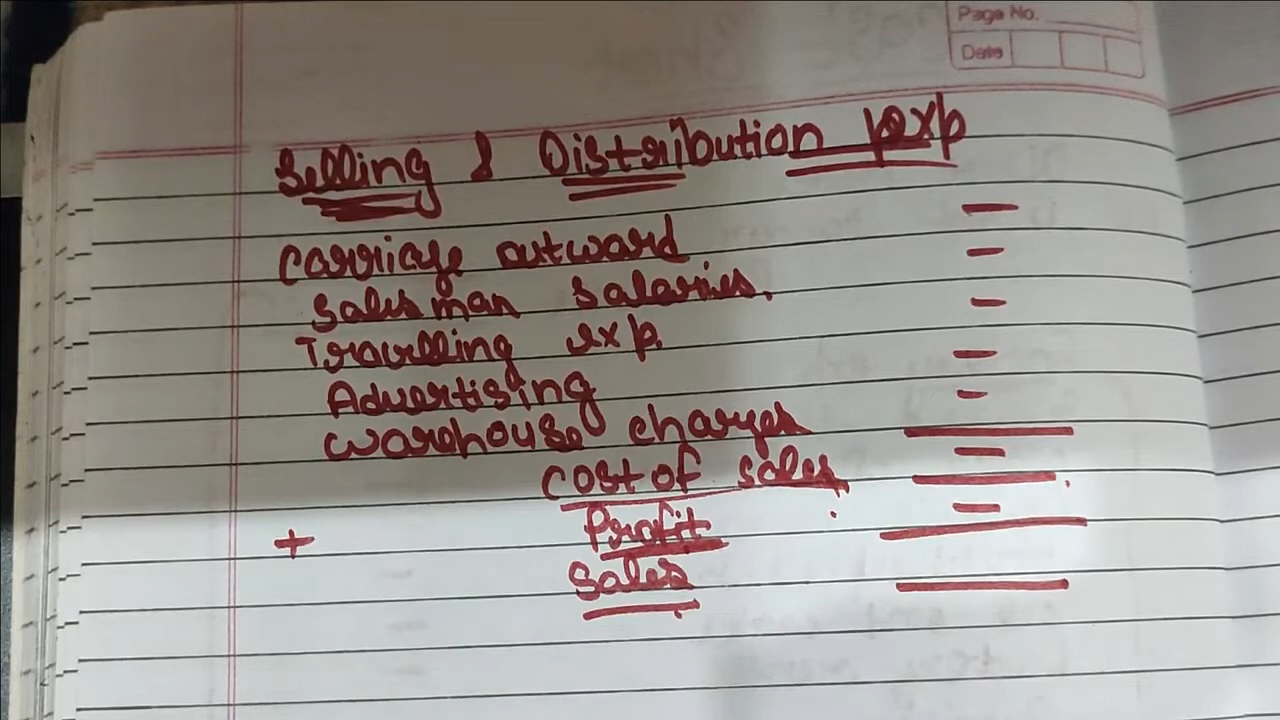 Page No.
Date
Selling & Distribution exp
Carriage outward -
Salesman salaries. -
Travelling exp. -
Advertising -
Warehouse charges -
Cost of sales -
+ Profit -
Sales